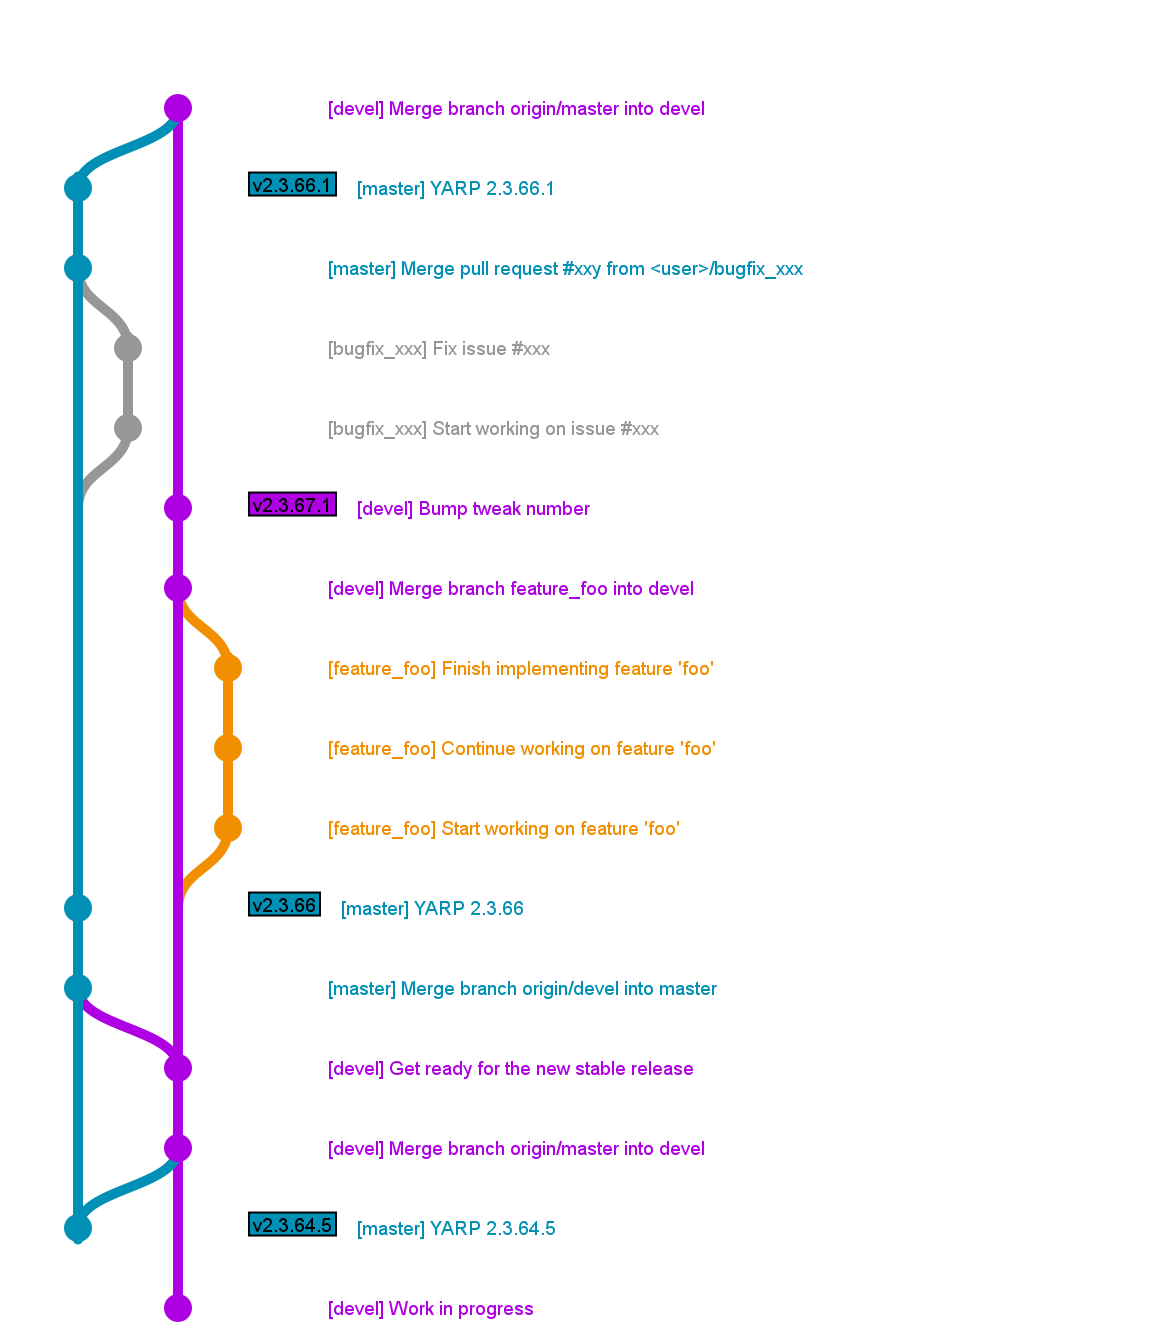 [devel] Merge branch origin/master into devel
v2.3.66.1 [master] YARP 2.3.66.1
[master] Merge pull request #xxy from <user>/bugfix_xxx
[bugfix_xxx] Fix issue #xxx
[bugfix_xxx] Start working on issue #xxx
v2.3.67.1 [devel] Bump tweak number
[devel] Merge branch feature_foo into devel
[feature_foo] Finish implementing feature 'foo'
[feature_foo] Continue working on feature 'foo'
[feature_foo] Start working on feature 'foo'
v2.3.66 [master] YARP 2.3.66
[master] Merge branch origin/devel into master
[devel] Get ready for the new stable release
[devel] Merge branch origin/master into devel
v2.3.64.5 [master] YARP 2.3.64.5
[devel] Work in progress